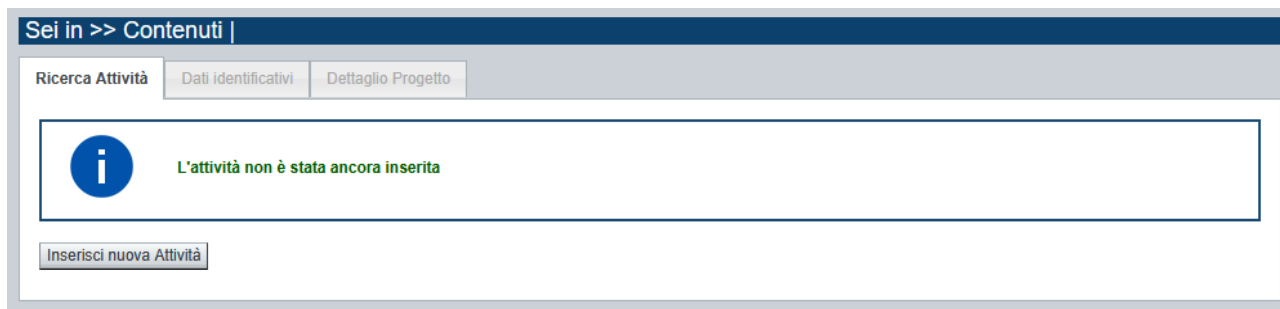 Sei in >> Contenuti |
Ricerca Attività Dati identificativi Dettaglio Progetto
i
L'attività non è stata ancora inserita
Inserisci nuova Attività